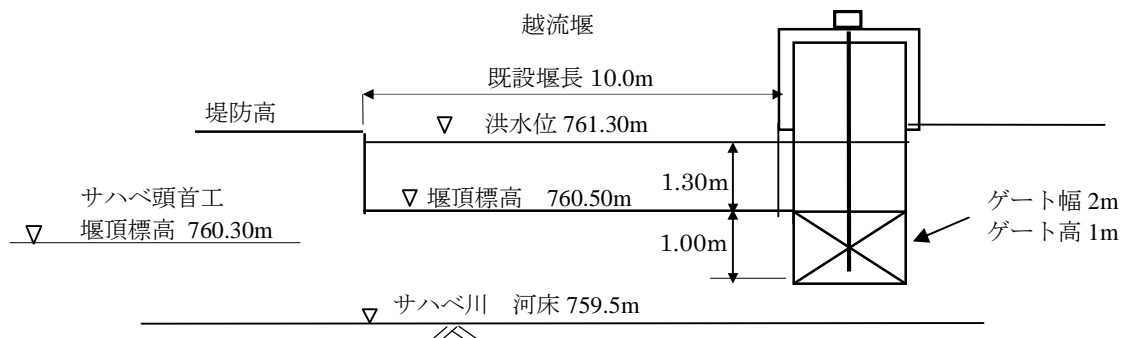 越流堰
既設堰長 10.0m
堤防高
洪水位 761.30m
1.30m
サハベ頭首工
堰頂標高 760.30m
堰頂標高 760.50m
ゲート幅 2m
ゲート高 1m
1.00m
サハベ川 河床 759.5m